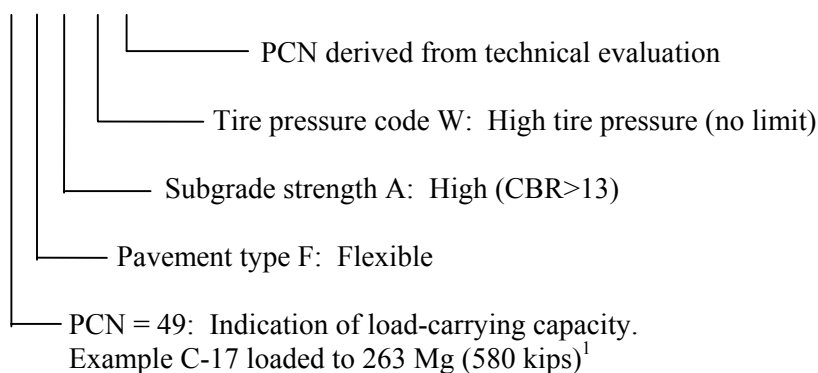 PCN derived from technical evaluation
Tire pressure code W: High tire pressure (no limit)
Subgrade strength A: High (CBR>13)
Pavement type F: Flexible
PCN = 49: Indication of load-carrying capacity.
Example C-17 loaded to 263 Mg (580 kips)¹